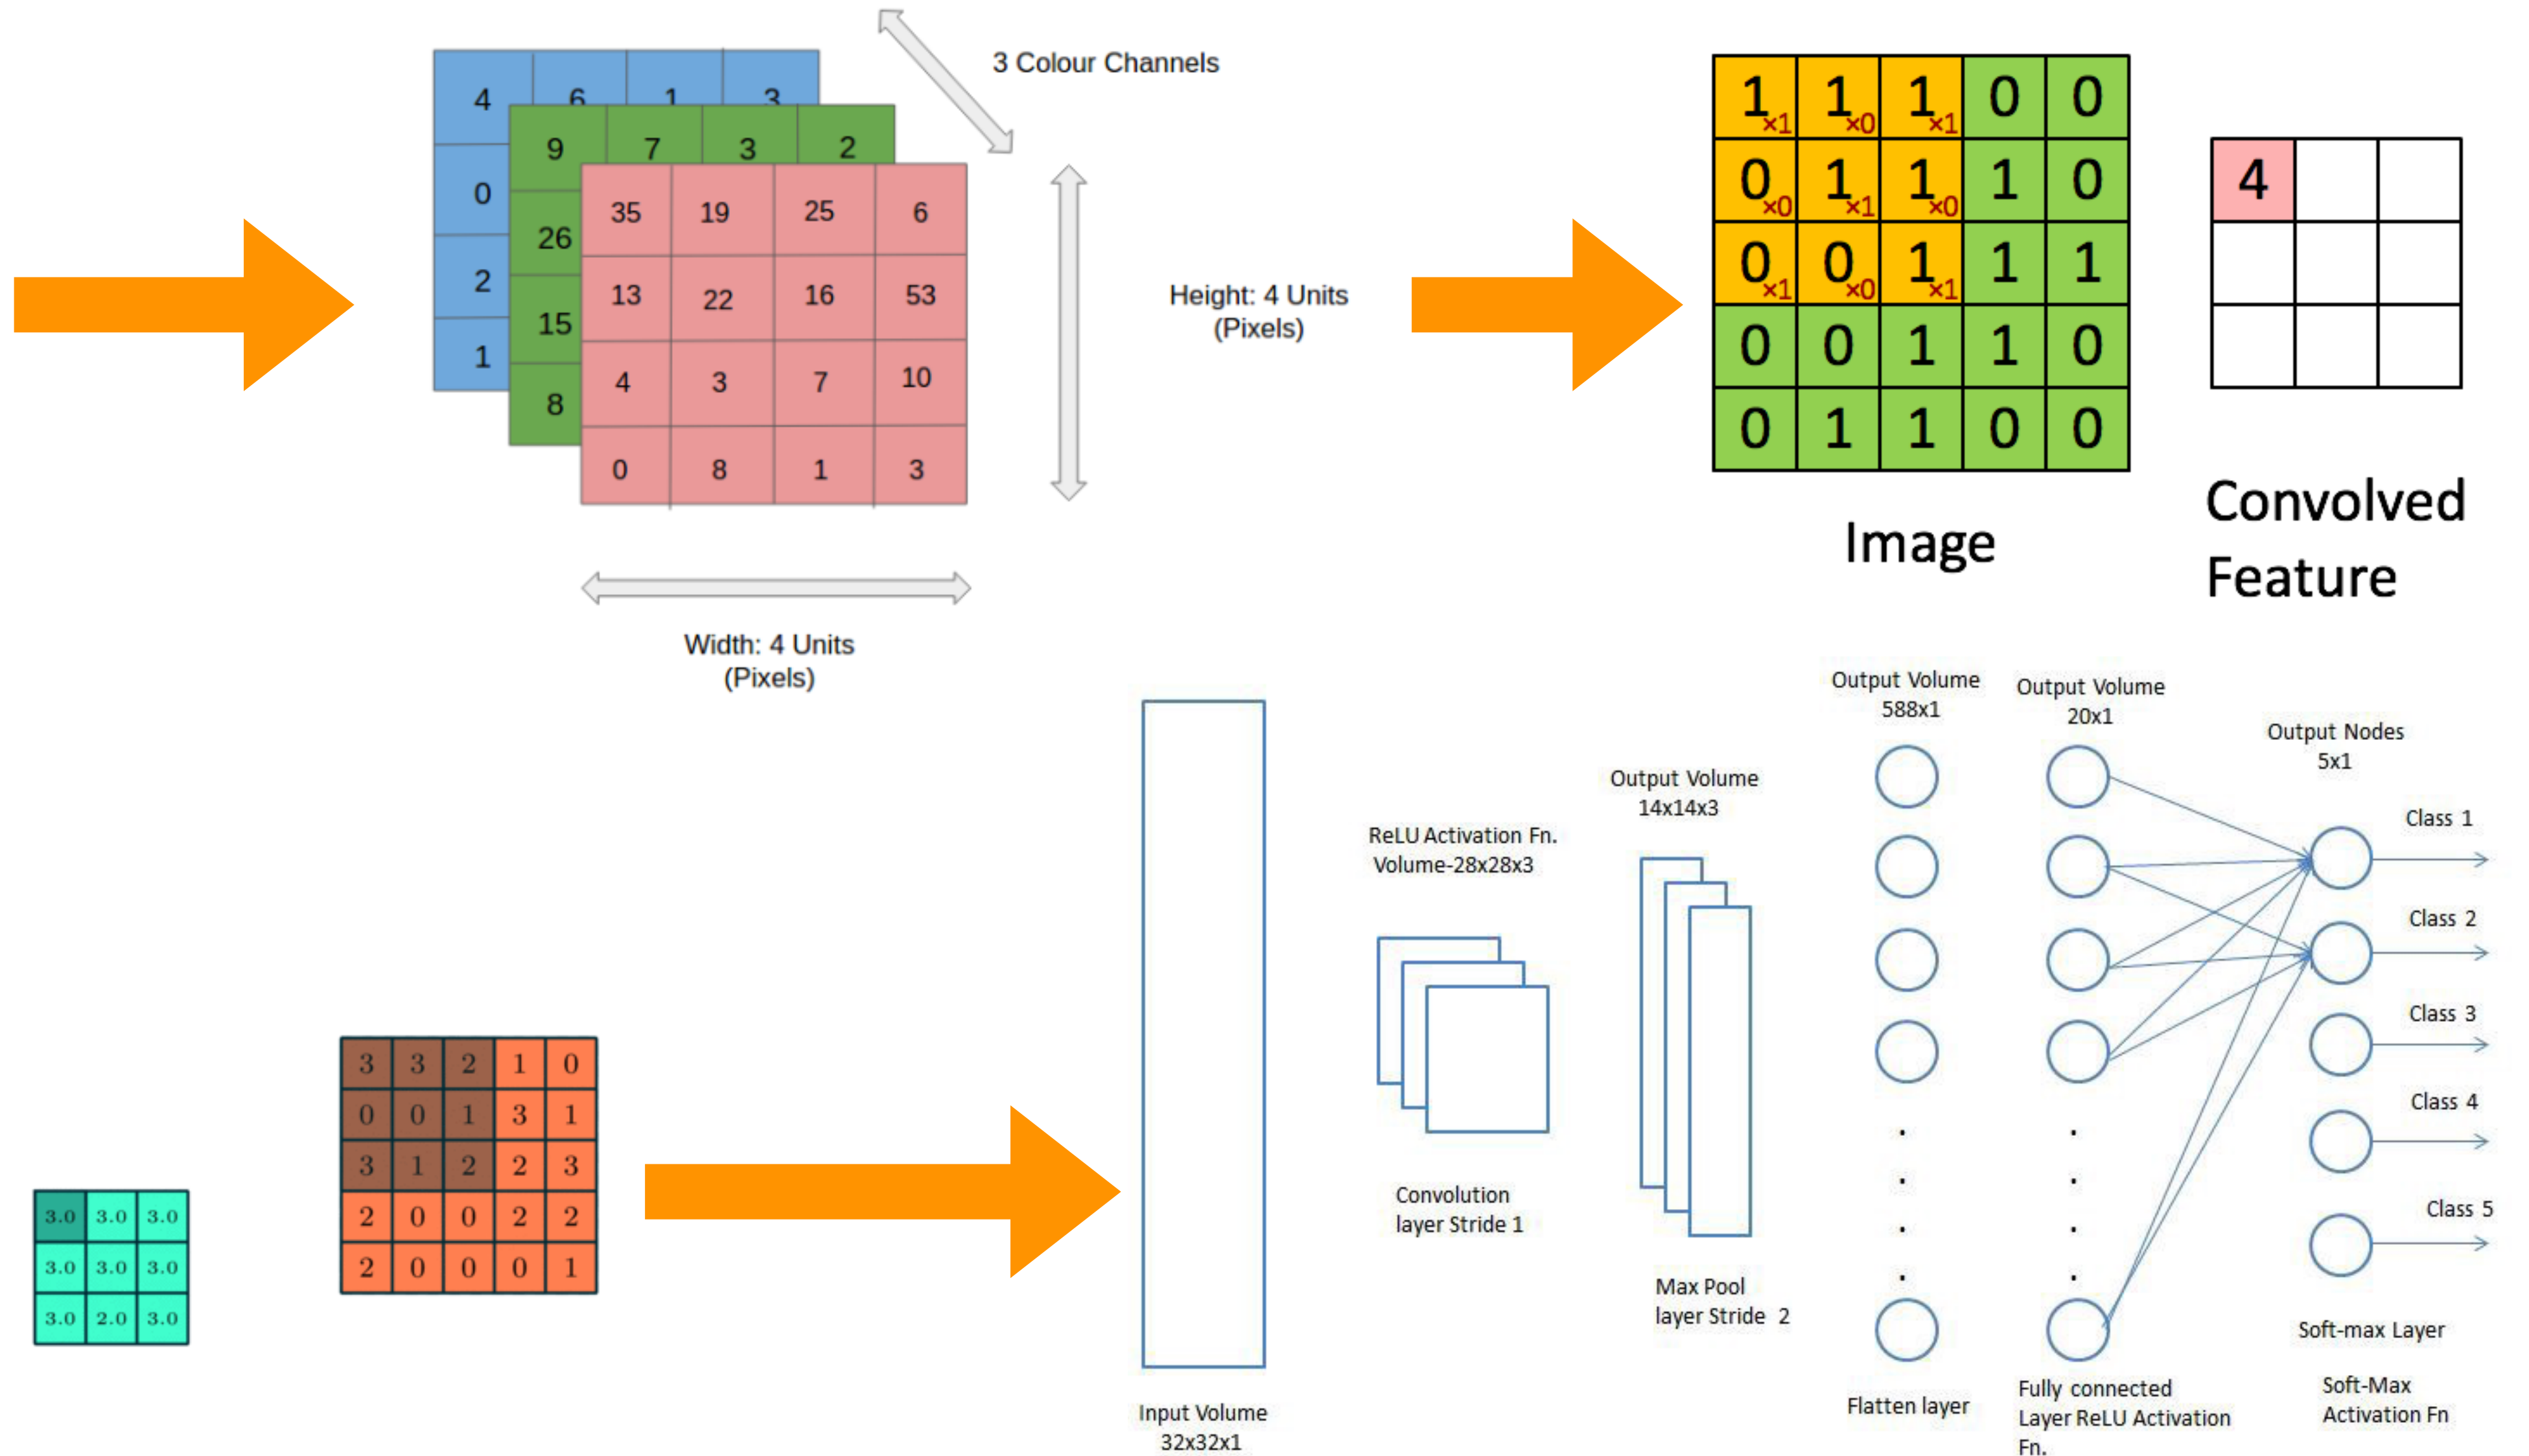 3 Colour Channels
4 6 1 3
0
2
1
9 7 3 2
26
15
8
35 19 25 6
13 22 16 53
4 3 7 10
0 8 1 3
Height: 4 Units
(Pixels)
Width: 4 Units
(Pixels)
1×1 1×0 1×1 0 0
0×0 1×1 1×0 1 0
0×1 0×0 1×1 1 1
0 0 1 1 0
0 1 1 0 0
Image
4
Convolved
Feature
3.0 3.0 3.0
3.0 3.0 3.0
3.0 2.0 3.0
3 3 2 1 0
0 0 1 3 1
3 1 2 2 3
2 0 0 2 2
2 0 0 0 1
Input Volume
32x32x1
ReLU Activation Fn.
Volume-28x28x3
Convolution
layer Stride 1
Output Volume
14x14x3
Max Pool
layer Stride 2
Output Volume
588x1
Flatten layer
Output Volume
20x1
Fully connected
Layer ReLU Activation
Fn.
Output Nodes
5x1
Class 1
Class 2
Class 3
Class 4
Class 5
Soft-max Layer
Soft-Max
Activation Fn